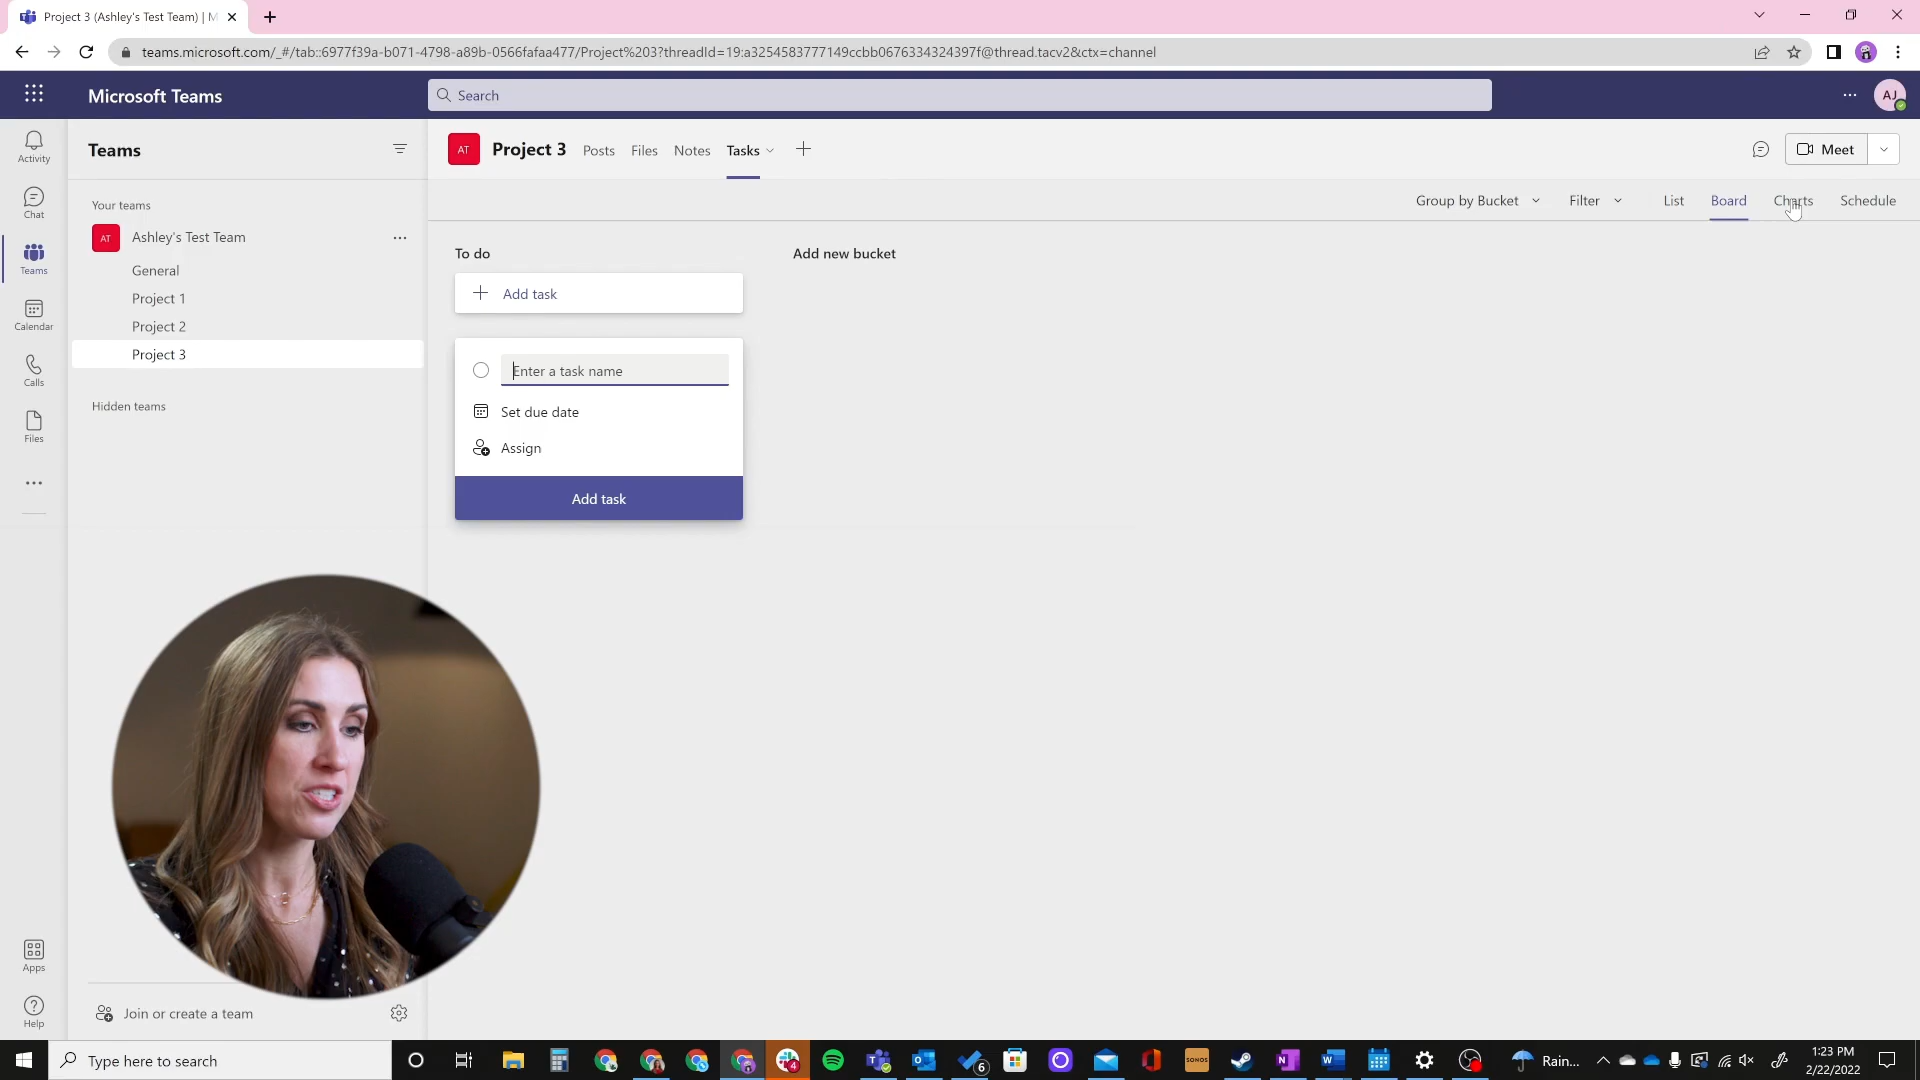 Project 3 (Ashley's Test Team) | M
teams.microsoft.com/_#/tab::6977f39a-b071-4798-a89b-0566fafaa477/Project%203?threadId=19:a3254583777149ccbb0676334324397f@thread.tacv2&ctx=channel
Microsoft Teams
Search
AJ
Activity
Chat
Teams
Calendar
Calls
Files
Apps
Help
Teams
Your teams
AT Ashley's Test Team
General
Project 1
Project 2
Project 3
Hidden teams
Join or create a team
AT Project 3 Posts Files Notes Tasks
Meet
Group by Bucket Filter List Board Charts Schedule
To do
Add new bucket
Add task
Enter a task name
Set due date
Assign
Add task
Type here to search
4
6
SONOS
Rain...
1:23 PM
2/22/2022